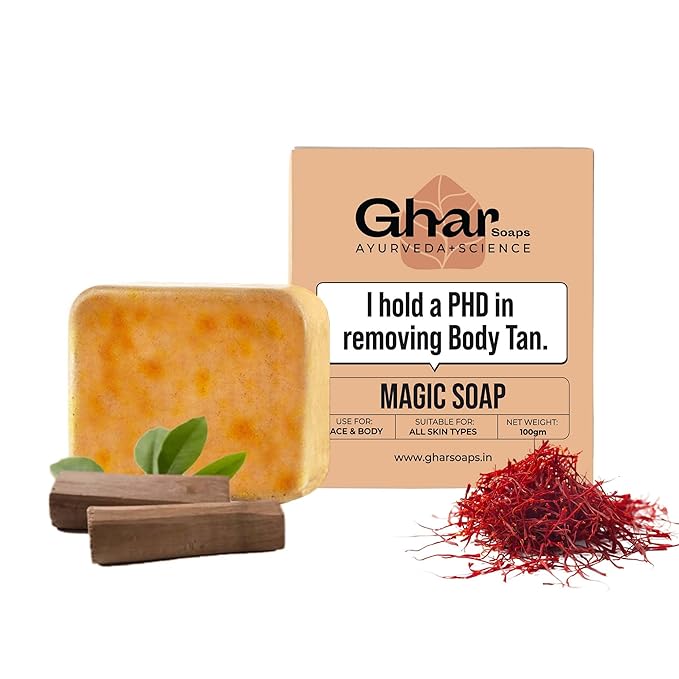 Ghar
Soaps
AYURVEDA+SCIENCE
I hold a PHD in
removing Body Tan.
MAGIC SOAP
USE FOR: SUITABLE FOR: NET WEIGHT:
ACE & BODY ALL SKIN TYPES 100gm
www.gharsoaps.in